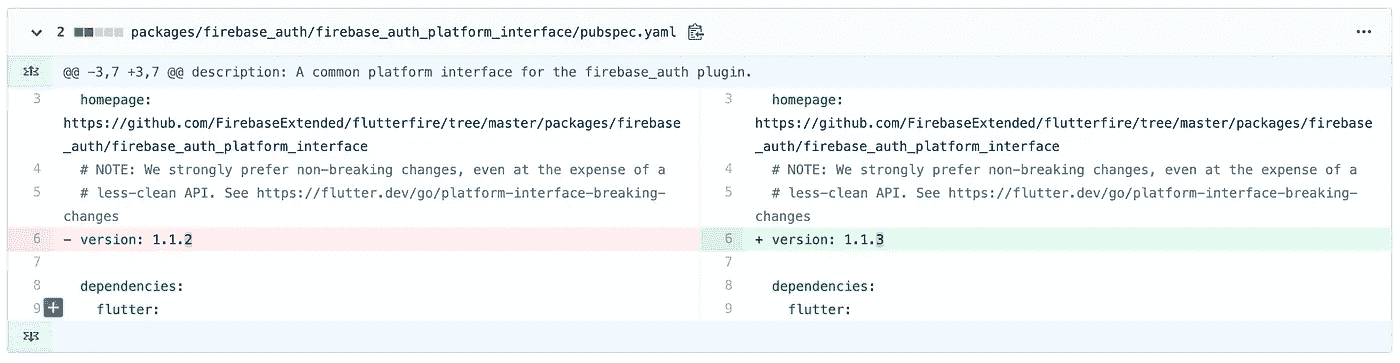 2 packages/firebase_auth/firebase_auth_platform_interface/pubspec.yaml
@@ -3,7 +3,7 @@ description: A common platform interface for the firebase_auth plugin.
3 homepage:
https://github.com/FirebaseExtended/flutterfire/tree/master/packages/firebase
_auth/firebase_auth_platform_interface
4 # NOTE: We strongly prefer non-breaking changes, even at the expense of a
5 # less-clean API. See https://flutter.dev/go/platform-interface-breaking-
changes
6 - version: 1.1.2
7
8 dependencies:
9 flutter:
3 homepage:
https://github.com/FirebaseExtended/flutterfire/tree/master/packages/firebase
_auth/firebase_auth_platform_interface
4 # NOTE: We strongly prefer non-breaking changes, even at the expense of a
5 # less-clean API. See https://flutter.dev/go/platform-interface-breaking-
changes
6 + version: 1.1.3
7
8 dependencies:
9 flutter: